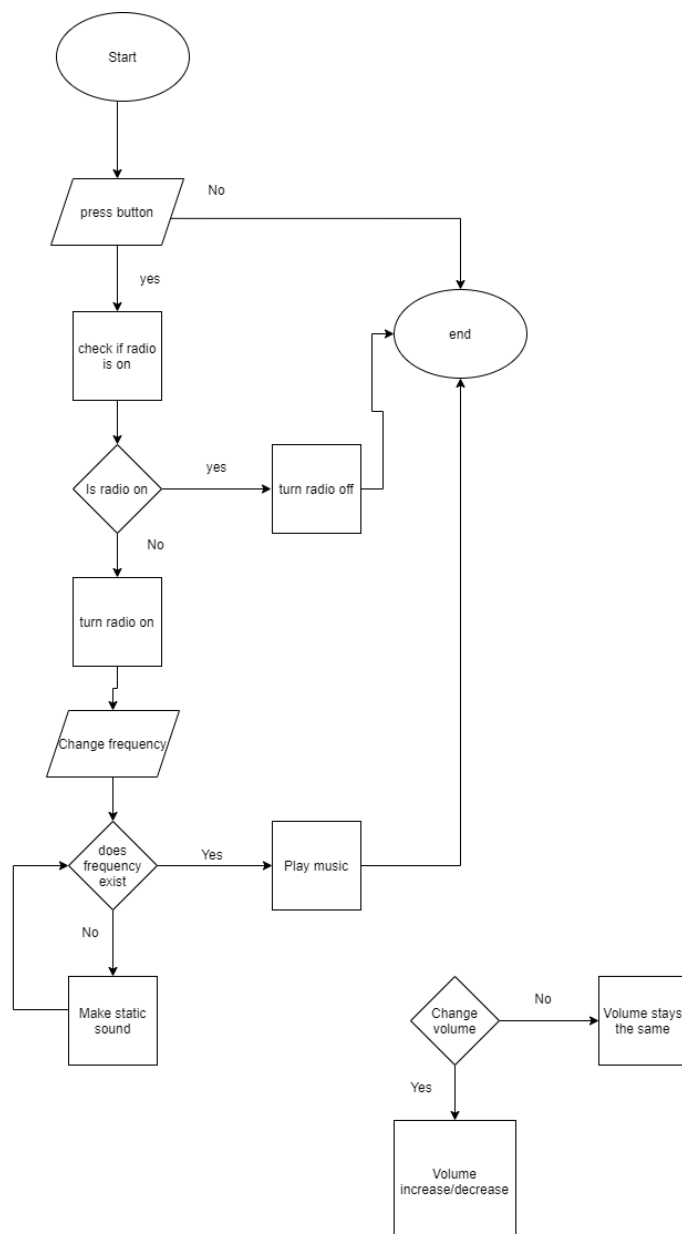 Start
press button
No
yes
end
check if radio
is on
Is radio on
yes
turn radio off
No
turn radio on
Change frequency
does
frequency
exist
Yes
Play music
No
Make static
sound
Change
volume
No
Volume stays
the same
Yes
Volume
increase/decrease